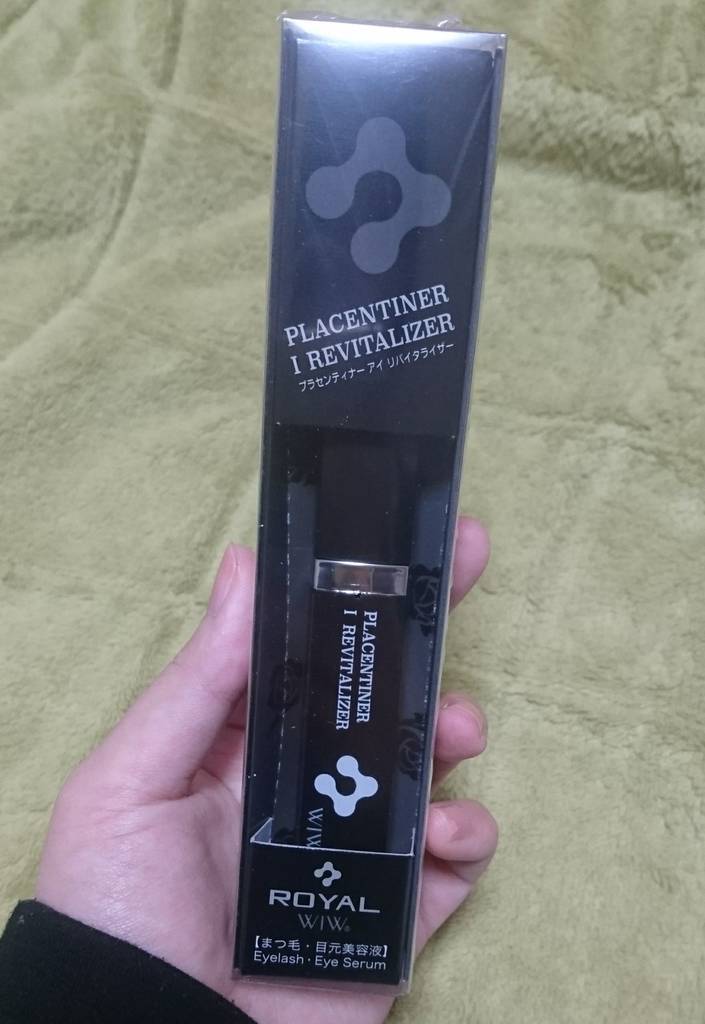 PLACENTINER
I REVITALIZER
プラセンティナー アイ リバイタライザー
PLACENTINER
I REVITALIZER
WIW
ROYAL
WIW®
【まつ毛・目元美容液】
Eyelash・Eye Serum